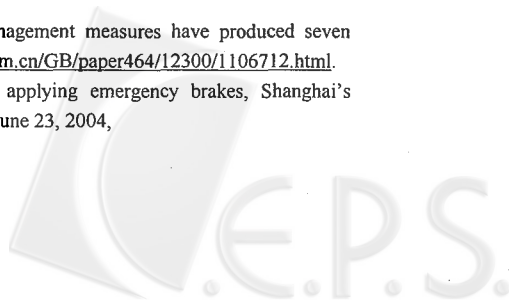 nagement measures have produced seven
m.cn/GB/paper464/12300/1106712.html.
applying emergency brakes, Shanghai's
une 23, 2004,
C.E.P.S.